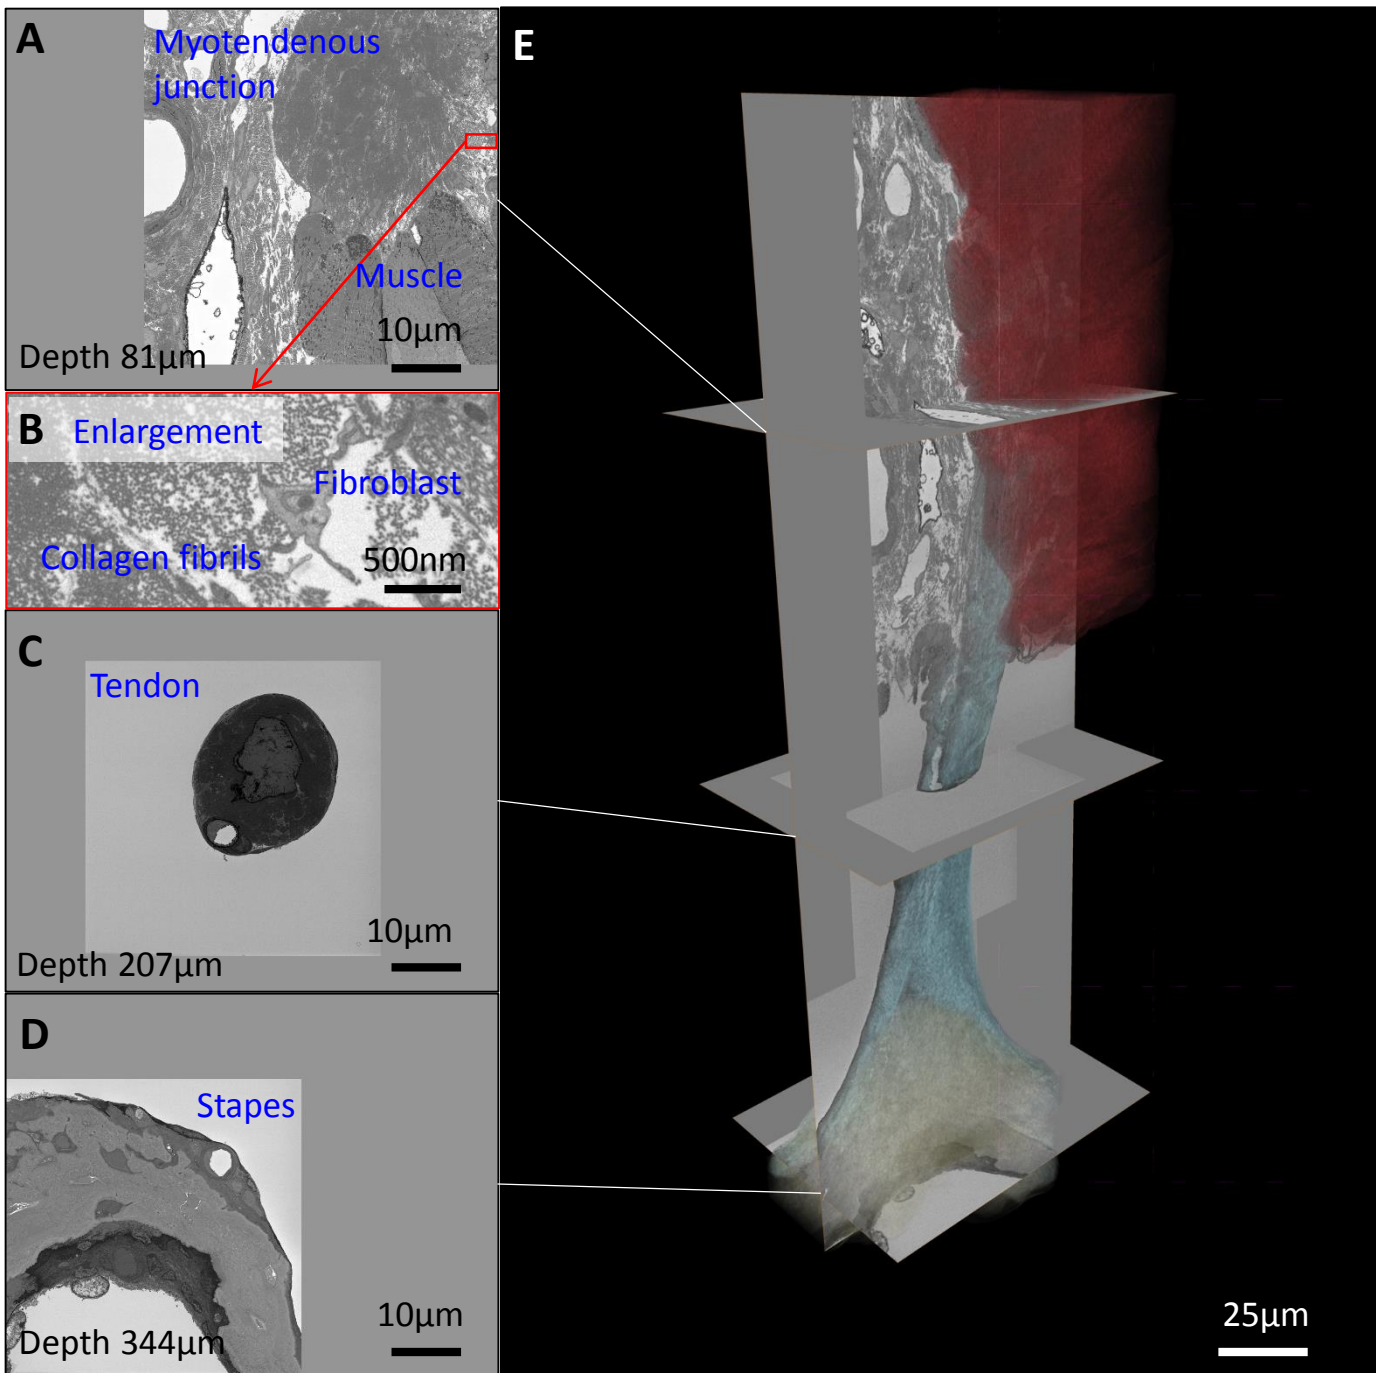 A
Myotendenous
junction
Muscle
10μm
Depth 81μm
B
Enlargement
Fibroblast
Collagen fibrils
500nm
C
Tendon
10μm
Depth 207μm
D
Stapes
10μm
Depth 344μm
E
25μm